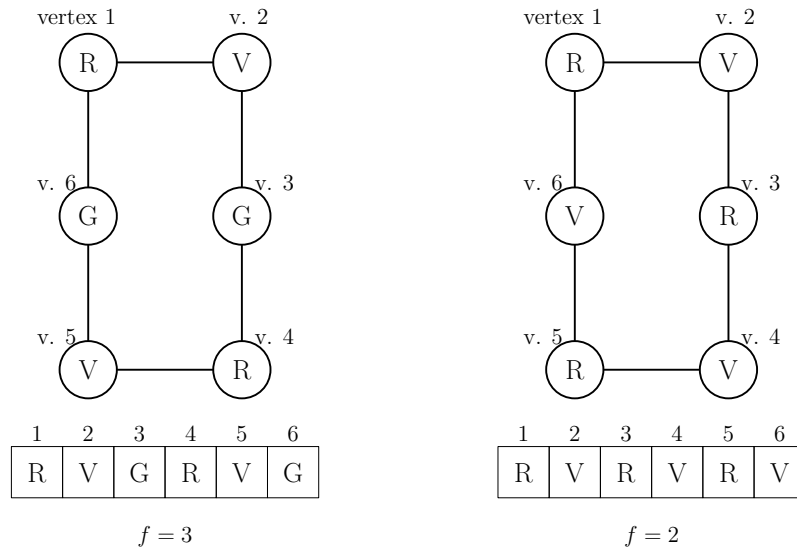 vertex 1 v. 2 vertex 1 v. 2
R V R V
v. 6 v. 3 v. 6 v. 3
G G V R
v. 5 v. 4 v. 5 v. 4
V R R V
1 2 3 4 5 6 1 2 3 4 5 6
R V G R V G R V R V R V
f = 3 f = 2